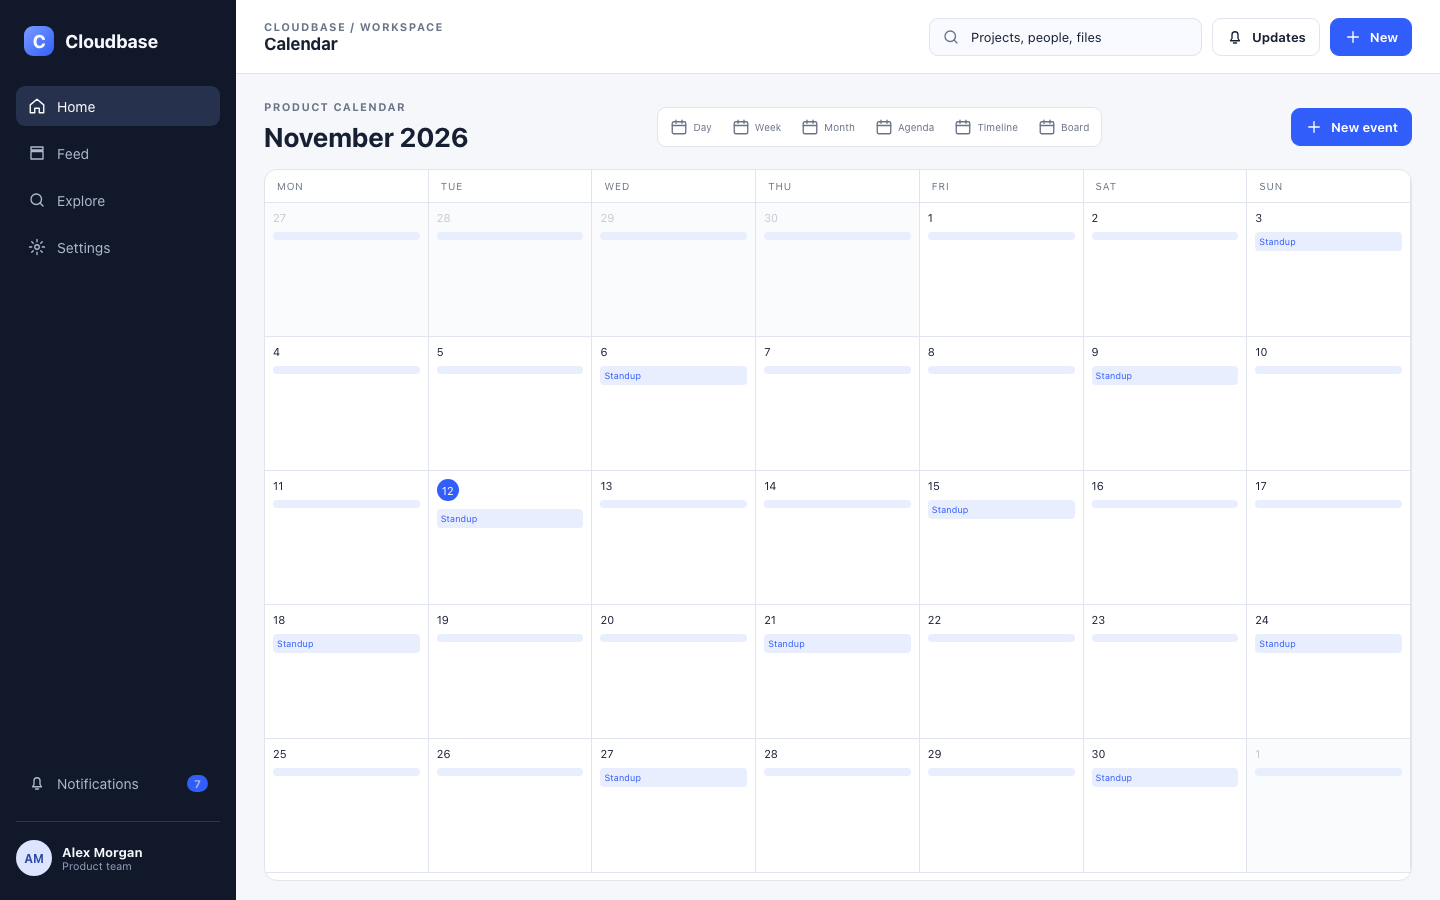 C Cloudbase
Home
Feed
Explore
Settings
Notifications 7
AM
Alex Morgan
Product team
CLOUDBASE / WORKSPACE
Calendar
Projects, people, files
Updates
New
PRODUCT CALENDAR
November 2026
Day Week Month Agenda Timeline Board
New event
MON TUE WED THU FRI SAT SUN
27 28 29 30 1 2 3
Standup
4 5 6 7 8 9 10
Standup Standup
11 12 13 14 15 16 17
Standup Standup
18 19 20 21 22 23 24
Standup Standup Standup
25 26 27 28 29 30 1
Standup Standup